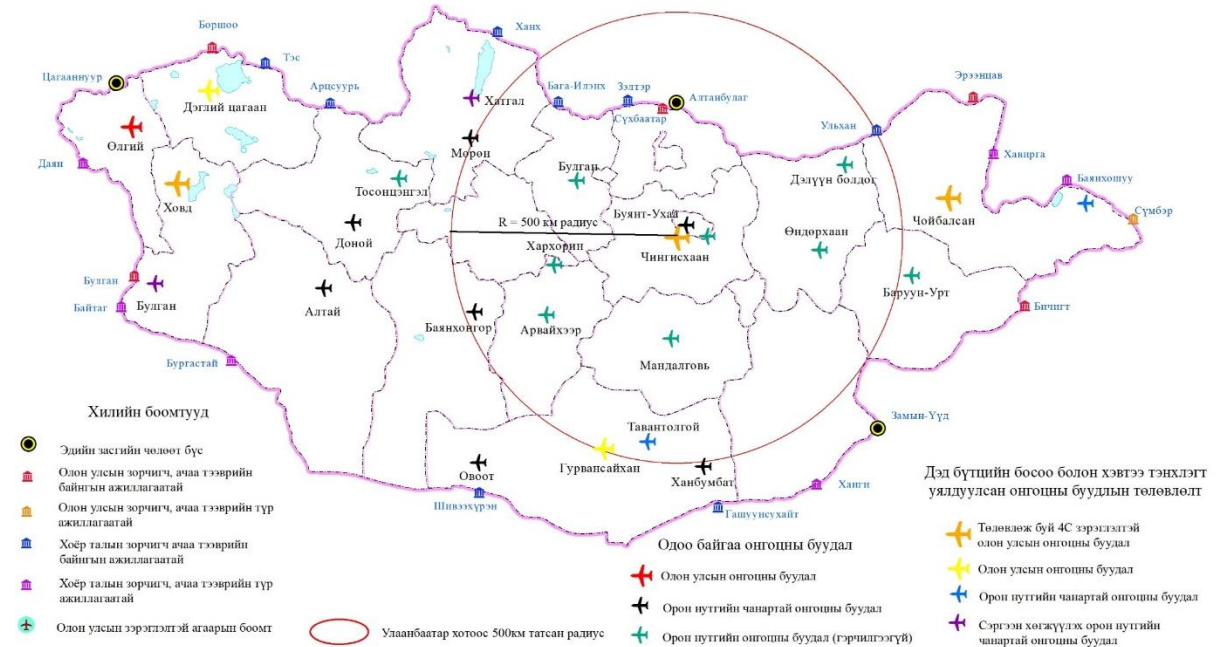 Ханх
Боршоо
Тэс
Эрээнцав
Цагааннуур
Дэглий цагаан
Арцсуурь
Хатгал
Бага-Илэнх
Зэлтэр
Алтанбулаг
Сүхбаатар
Ульхан
Өлгий
Мөрөн
Хавирга
Даян
Булган
Дэлүүн болдог
Баянхошуу
Тосонцэнгэл
Ховд
Чойбалсан
Сүмбэр
Буянт-Ухаа
R = 500 км радиус
Доной
Өндөрхаан
Хархорин
Чингисхаан
Булган
Булган
Баруун-Урт
Байтаг
Алтай
Баянхонгор
Арвайхээр
Бичигт
Бургастай
Мандалговь
Замын-Үүд
Тавантолгой
Гурвансайхан
Овоот
Ханбумбат
Ханги
Шивээхүрэн
Гашуунсухайт
Хилийн боомтууд
Эдийн засгийн чөлөөт бүс
Олон улсын зорчигч, ачаа тээврийн
байнгын ажиллагаатай
Олон улсын зорчигч, ачаа тээврийн түр
ажиллагаатай
Хоёр талын зорчигч ачаа тээврийн
байнгын ажиллагаатай
Хоёр талын зорчигч, ачаа тээврийн түр
ажиллагаатай
Олон улсын зэрэглэлтэй агаарын боомт
Улаанбаатар хотоос 500км татсан радиус
Одоо байгаа онгоцны буудал
Олон улсын онгоцны буудал
Орон нутгийн чанартай онгоцны буудал
Орон нутгийн онгоцны буудал (гэрчилгээгүй)
Дэд бүтцийн босоо болон хэвтээ тэнхлэгт
уялдуулсан онгоцны буудлын төлөвлөлт
Төлөвлөж буй 4C зэрэглэлтэй
олон улсын онгоцны буудал
Олон улсын онгоцны буудал
Орон нутгийн чанартай онгоцны буудал
Сэргээн хөгжүүлэх орон нутгийн
чанартай онгоцны буудал